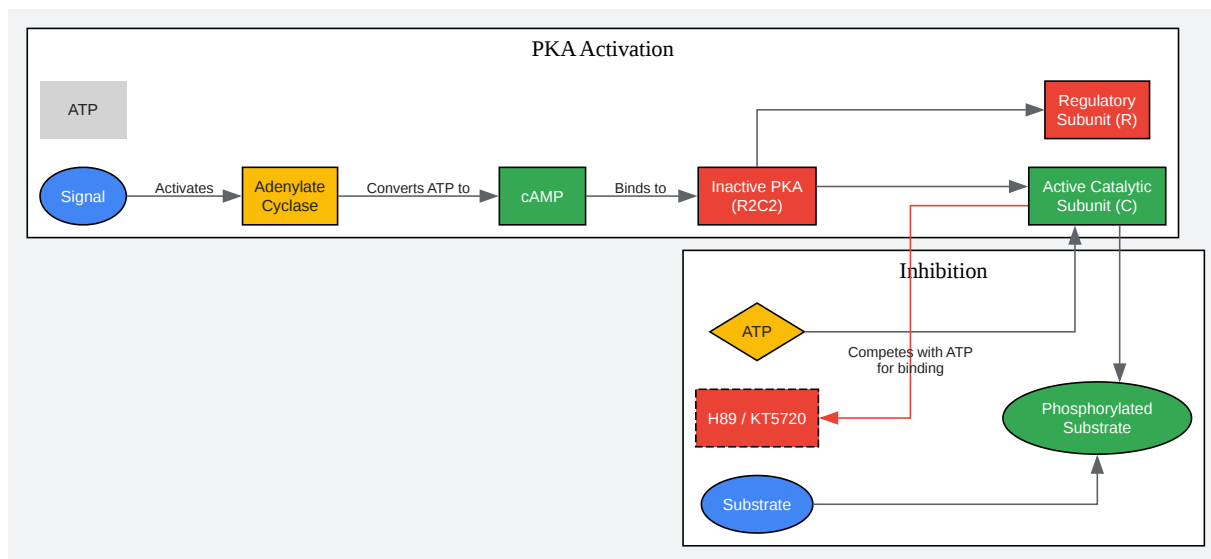 PKA Activation
ATP
Regulatory
Subunit (R)
Signal
Activates
Adenylate
Cyclase
Converts ATP to
cAMP
Binds to
Inactive PKA
(R2C2)
Active Catalytic
Subunit (C)
Inhibition
ATP
Competes with ATP
for binding
H89 / KT5720
Phosphorylated
Substrate
Substrate